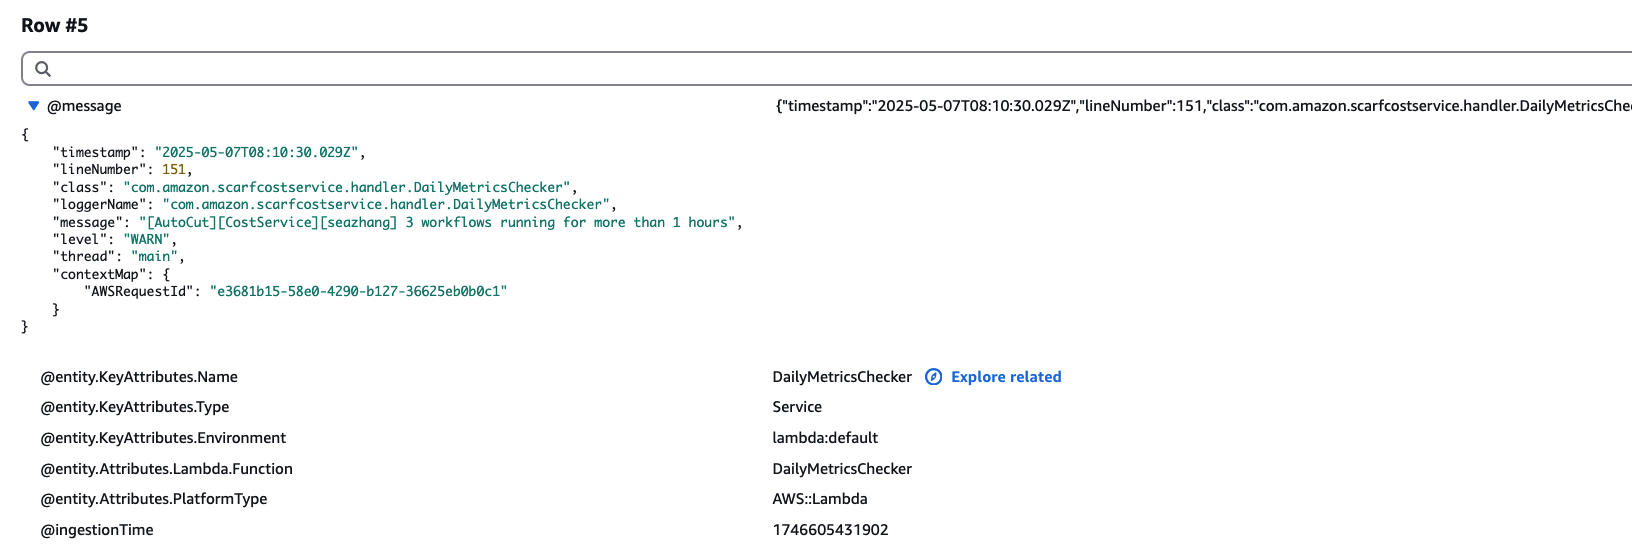 Row #5
@message {"timestamp":"2025-05-07T08:10:30.029Z","lineNumber":151,"class":"com.amazon.scarfcostservice.handler.DailyMetricsChe
{
"timestamp": "2025-05-07T08:10:30.029Z",
"lineNumber": 151,
"class": "com.amazon.scarfcostservice.handler.DailyMetricsChecker",
"loggerName": "com.amazon.scarfcostservice.handler.DailyMetricsChecker",
"message": "[AutoCut][CostService][seazhang] 3 workflows running for more than 1 hours",
"level": "WARN",
"thread": "main",
"contextMap": {
"AWSRequestId": "e3681b15-58e0-4290-b127-36625eb0b0c1"
}
}
@entity.KeyAttributes.Name DailyMetricsChecker Explore related
@entity.KeyAttributes.Type Service
@entity.KeyAttributes.Environment lambda:default
@entity.Attributes.Lambda.Function DailyMetricsChecker
@entity.Attributes.PlatformType AWS::Lambda
@ingestionTime 1746605431902